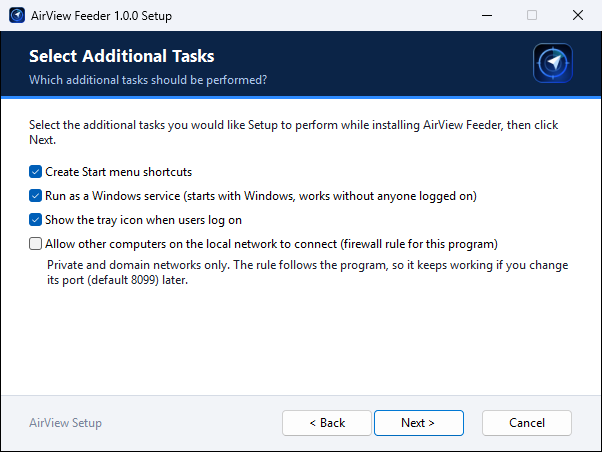 AirView Feeder 1.0.0 Setup
Select Additional Tasks
Which additional tasks should be performed?
Select the additional tasks you would like Setup to perform while installing AirView Feeder, then click
Next.
Create Start menu shortcuts
Run as a Windows service (starts with Windows, works without anyone logged on)
Show the tray icon when users log on
Allow other computers on the local network to connect (firewall rule for this program)
Private and domain networks only. The rule follows the program, so it keeps working if you change
its port (default 8099) later.
AirView Setup
< Back
Next >
Cancel